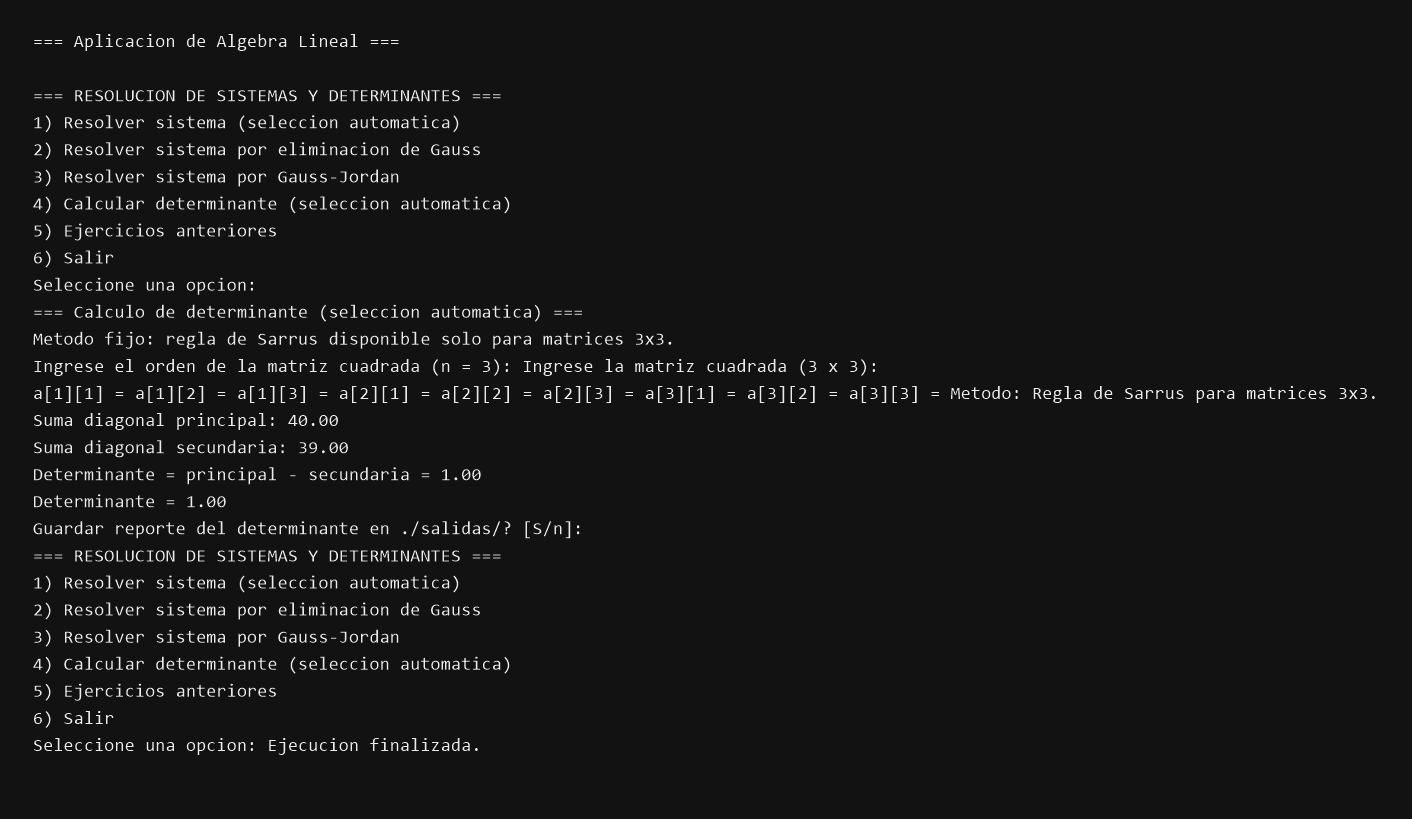 === Aplicacion de Algebra Lineal ===
=== RESOLUCION DE SISTEMAS Y DETERMINANTES ===
1) Resolver sistema (seleccion automatica)
2) Resolver sistema por eliminacion de Gauss
3) Resolver sistema por Gauss-Jordan
4) Calcular determinante (seleccion automatica)
5) Ejercicios anteriores
6) Salir
Seleccione una opcion:
=== Calculo de determinante (seleccion automatica) ===
Metodo fijo: regla de Sarrus disponible solo para matrices 3x3.
Ingrese el orden de la matriz cuadrada (n = 3): Ingrese la matriz cuadrada (3 x 3):
a[1][1] = a[1][2] = a[1][3] = a[2][1] = a[2][2] = a[2][3] = a[3][1] = a[3][2] = a[3][3] = Metodo: Regla de Sarrus para matrices 3x3.
Suma diagonal principal: 40.00
Suma diagonal secundaria: 39.00
Determinante = principal - secundaria = 1.00
Determinante = 1.00
Guardar reporte del determinante en ./salidas/? [S/n]:
=== RESOLUCION DE SISTEMAS Y DETERMINANTES ===
1) Resolver sistema (seleccion automatica)
2) Resolver sistema por eliminacion de Gauss
3) Resolver sistema por Gauss-Jordan
4) Calcular determinante (seleccion automatica)
5) Ejercicios anteriores
6) Salir
Seleccione una opcion: Ejecucion finalizada.